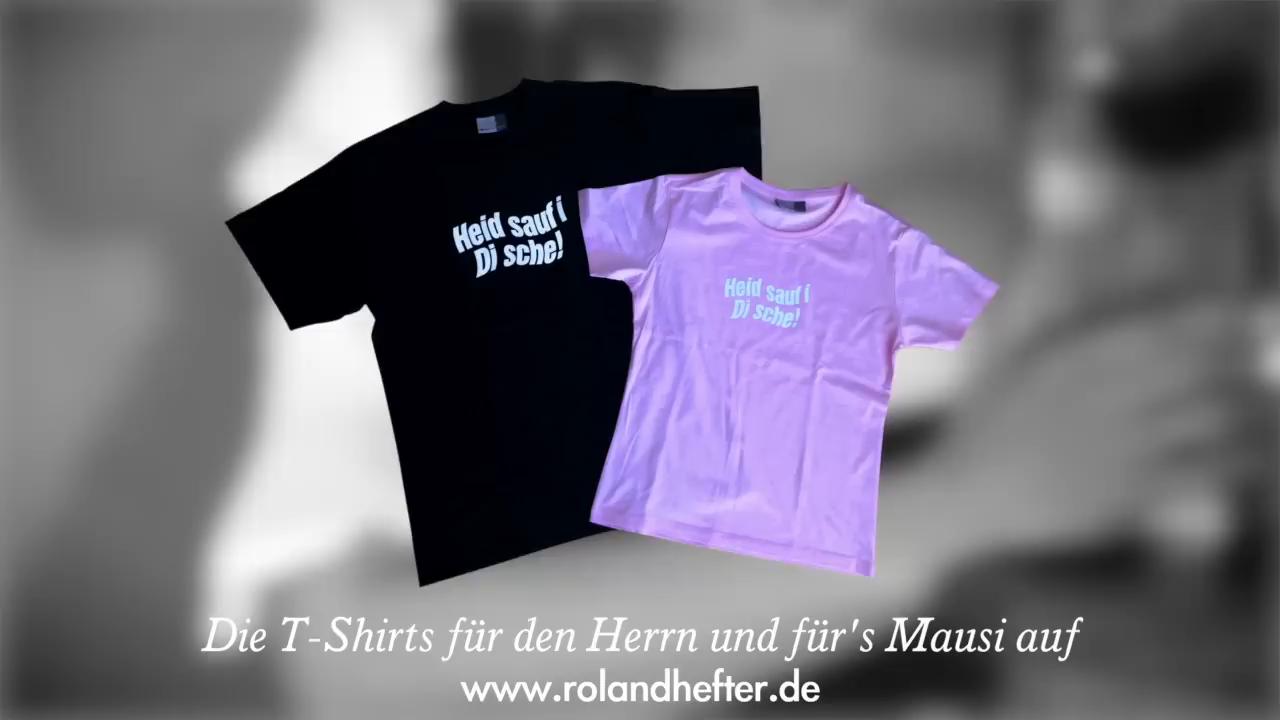 Heid sauf i
Di sche!
Heid sauf i
Di sche!
Die T-Shirts für den Herrn und für's Mausi auf
www.rolandhefter.de